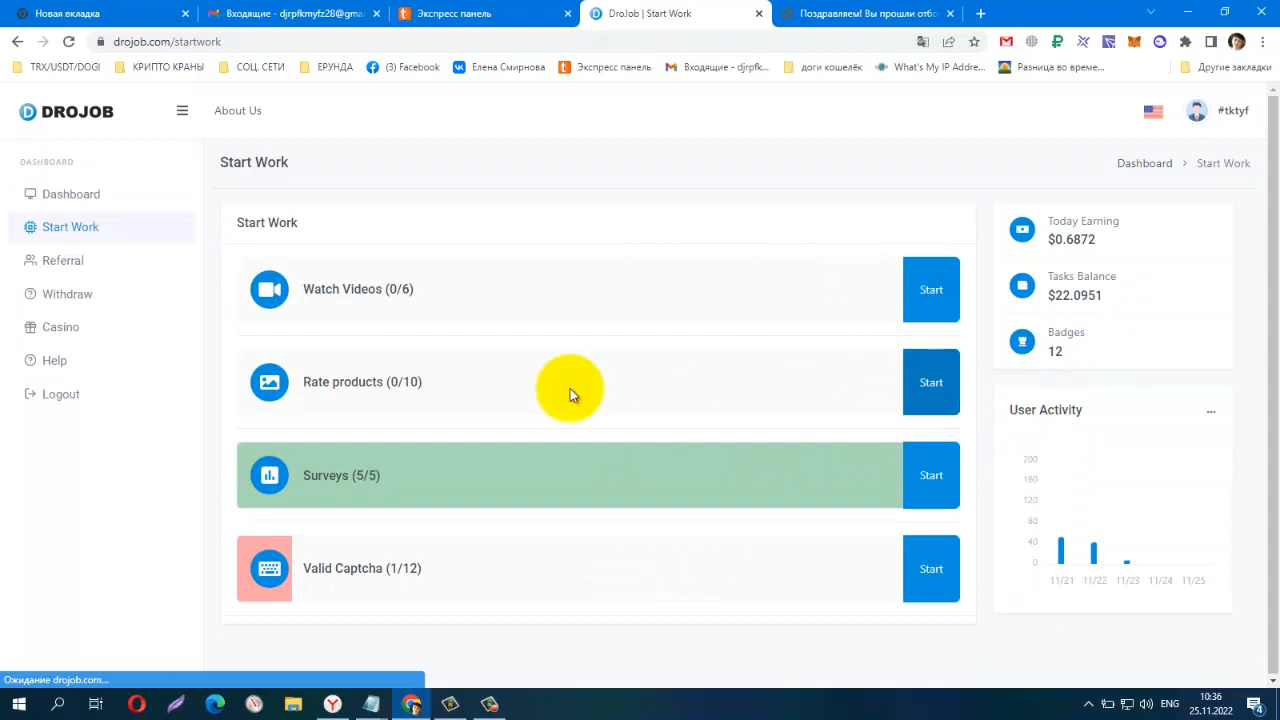 Новая вкладка
Входящие - djrpfkmyfz28@gmai
Экспресс панель
DroJob | Start Work
Поздравляем! Вы прошли отбо
drojob.com/startwork
TRX/USDT/DOGI
КРИПТО КРАНЫ
СОЦ. СЕТИ
ЕРУНДА
(3) Facebook
Елена Смирнова
Экспресс панель
Входящие - djrpfk...
доги кошелёк
What's My IP Addre...
Разница во време...
Другие закладки
DROJOB
About Us
#tktyf
DASHBOARD
Dashboard
Start Work
Referral
Withdraw
Casino
Help
Logout
Start Work
Dashboard > Start Work
Start Work
Watch Videos (0/6)
Start
Rate products (0/10)
Start
Surveys (5/5)
Start
Valid Captcha (1/12)
Start
Today Earning
$0.6872
Tasks Balance
$22.0951
Badges
12
User Activity
...
200
160
120
80
40
0
11/21 11/22 11/23 11/24 11/25
Ожидание drojob.com...
ENG
10:36
25.11.2022
4